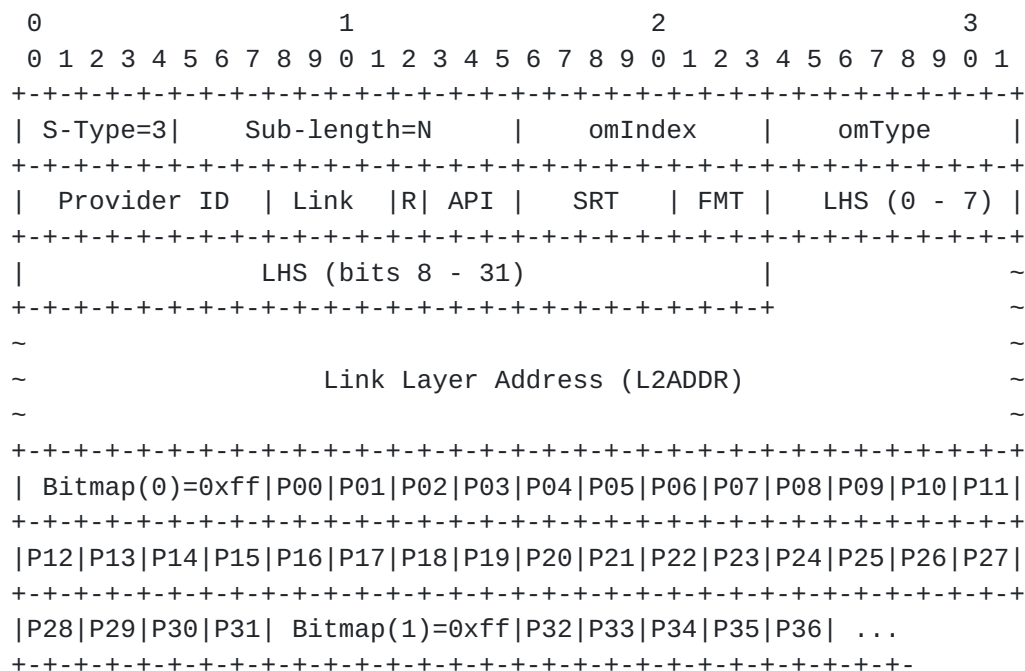 0                   1                   2                   3
 0 1 2 3 4 5 6 7 8 9 0 1 2 3 4 5 6 7 8 9 0 1 2 3 4 5 6 7 8 9 0 1
+-+-+-+-+-+-+-+-+-+-+-+-+-+-+-+-+-+-+-+-+-+-+-+-+-+-+-+-+-+-+-+-+
| S-Type=3|    Sub-length=N     |    omIndex    |    omType     |
+-+-+-+-+-+-+-+-+-+-+-+-+-+-+-+-+-+-+-+-+-+-+-+-+-+-+-+-+-+-+-+-+
|  Provider ID  | Link  |R| API |   SRT   | FMT |   LHS (0 - 7) |
+-+-+-+-+-+-+-+-+-+-+-+-+-+-+-+-+-+-+-+-+-+-+-+-+-+-+-+-+-+-+-+-+
|               LHS (bits 8 - 31)               |               ~
+-+-+-+-+-+-+-+-+-+-+-+-+-+-+-+-+-+-+-+-+-+-+-+-+               ~
~                                                               ~
~                   Link Layer Address (L2ADDR)                 ~
~                                                               ~
+-+-+-+-+-+-+-+-+-+-+-+-+-+-+-+-+-+-+-+-+-+-+-+-+-+-+-+-+-+-+-+-+
| Bitmap(0)=0xff|P00|P01|P02|P03|P04|P05|P06|P07|P08|P09|P10|P11|
+-+-+-+-+-+-+-+-+-+-+-+-+-+-+-+-+-+-+-+-+-+-+-+-+-+-+-+-+-+-+-+-+
|P12|P13|P14|P15|P16|P17|P18|P19|P20|P21|P22|P23|P24|P25|P26|P27|
+-+-+-+-+-+-+-+-+-+-+-+-+-+-+-+-+-+-+-+-+-+-+-+-+-+-+-+-+-+-+-+-+
|P28|P29|P30|P31| Bitmap(1)=0xff|P32|P33|P34|P35|P36| ...
+-+-+-+-+-+-+-+-+-+-+-+-+-+-+-+-+-+-+-+-+-+-+-+-+-+-+-+-+-